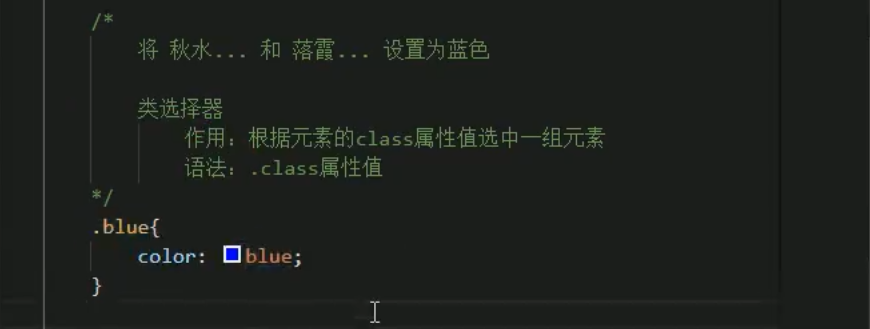 /*
将 秋水... 和 落霞... 设置为蓝色
类选择器
作用：根据元素的class属性值选中一组元素
语法：.class属性值
*/
.blue{
color: blue;
}